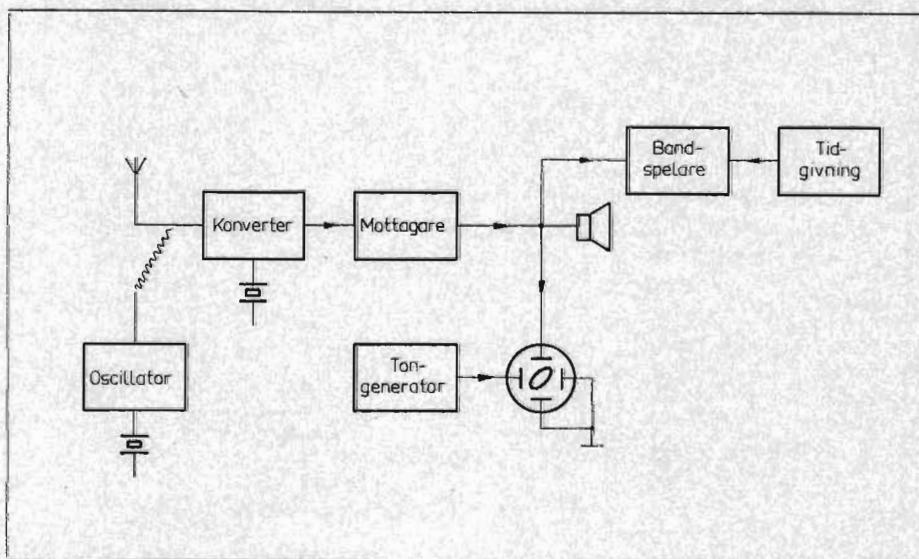 Band-
spelare
Tid-
givning
Konverter
Mottagare
Oscillator
Ton-
generator